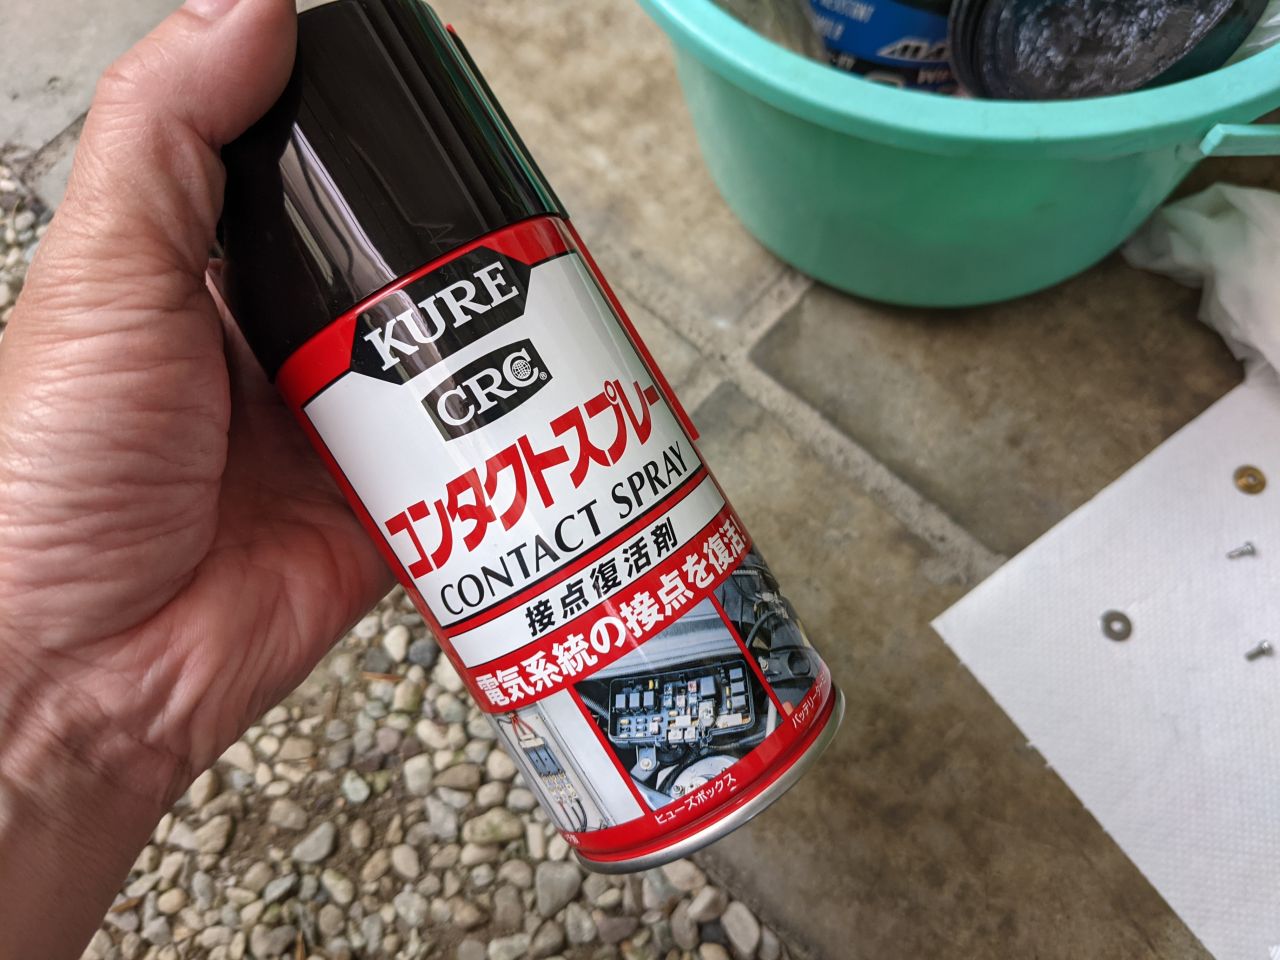 KURE
CRC®
コンタクトスプレー
CONTACT SPRAY
接点復活剤
電気系統の接点を復活!
ヒューズボックス